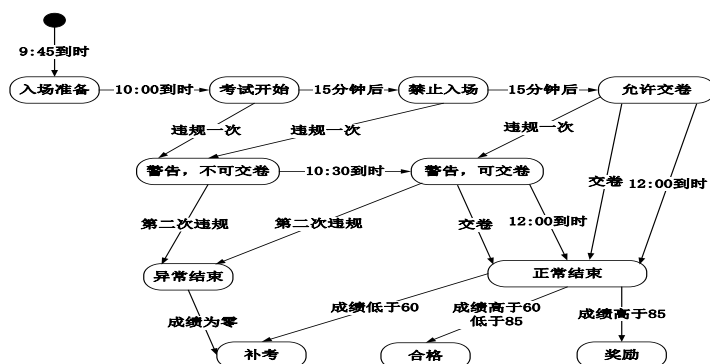 9:45到时
入场准备
10:00到时
考试开始
15分钟后
禁止入场
15分钟后
允许交卷
违规一次
违规一次
违规一次
警告，不可交卷
10:30到时
警告，可交卷
交卷
12:00到时
第二次违规
第二次违规
交卷
12:00到时
异常结束
正常结束
成绩为零
成绩低于60
成绩高于60
低于85
成绩高于85
补考
合格
奖励